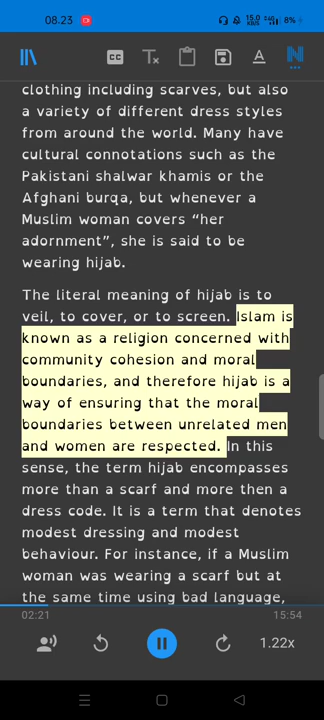 08.23
15.0 KB/S
8%
CC
clothing including scarves, but also
a variety of different dress styles
from around the world. Many have
cultural connotations such as the
Pakistani shalwar khamis or the
Afghani burqa, but whenever a
Muslim woman covers “her
adornment”, she is said to be
wearing hijab.
The literal meaning of hijab is to
veil, to cover, or to screen. Islam is
known as a religion concerned with
community cohesion and moral
boundaries, and therefore hijab is a
way of ensuring that the moral
boundaries between unrelated men
and women are respected. In this
sense, the term hijab encompasses
more than a scarf and more then a
dress code. It is a term that denotes
modest dressing and modest
behaviour. For instance, if a Muslim
woman was wearing a scarf but at
the same time using bad language,
02:21
15:54
1.22x